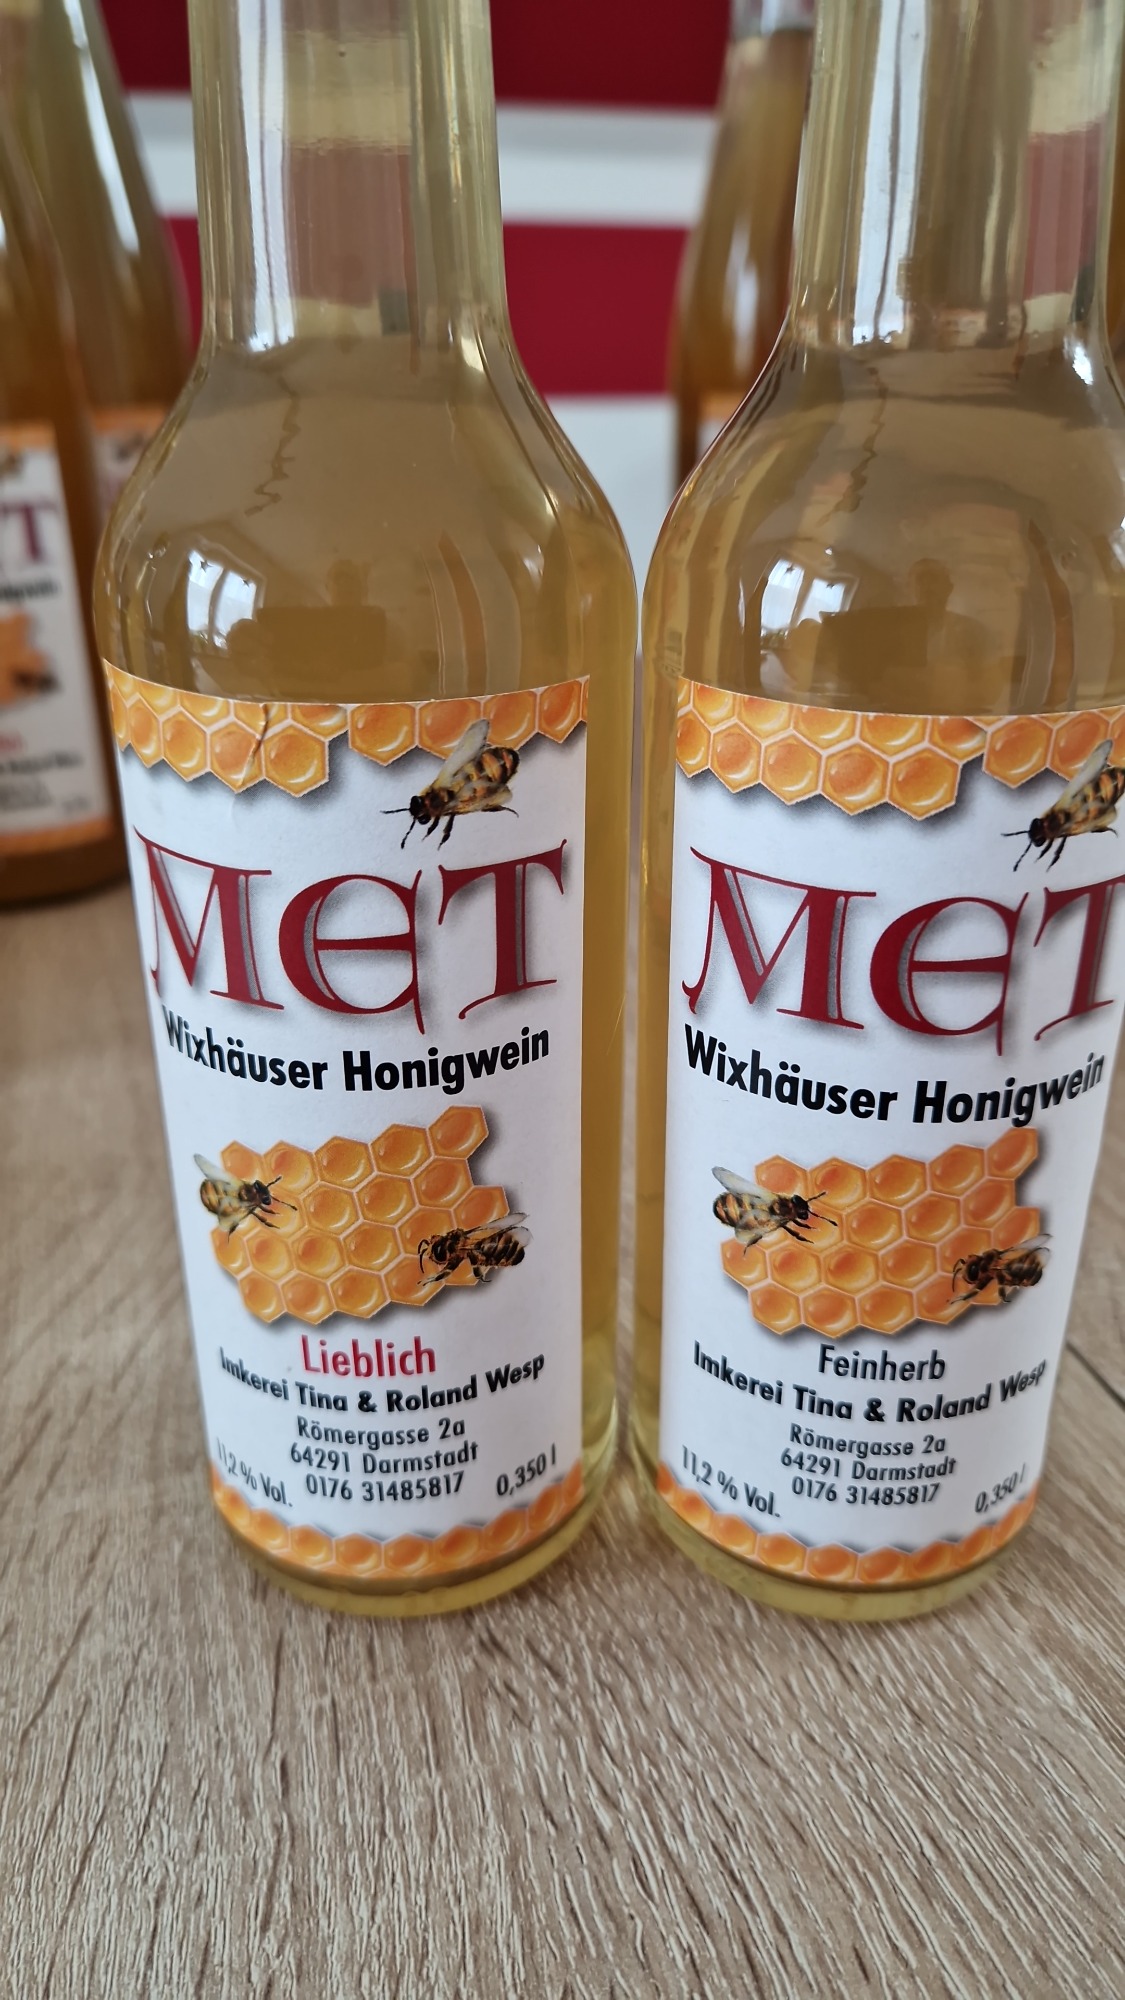 MET
Wixhäuser Honigwein
Lieblich
Imkerei Tina & Roland Wesp
Römergasse 2a
64291 Darmstadt
0176 31485817
11,2 % Vol.
0,350 l
MET
Wixhäuser Honigwein
Feinherb
Imkerei Tina & Roland Wesp
Römergasse 2a
64291 Darmstadt
0176 31485817
11,2 % Vol.
0,350 l